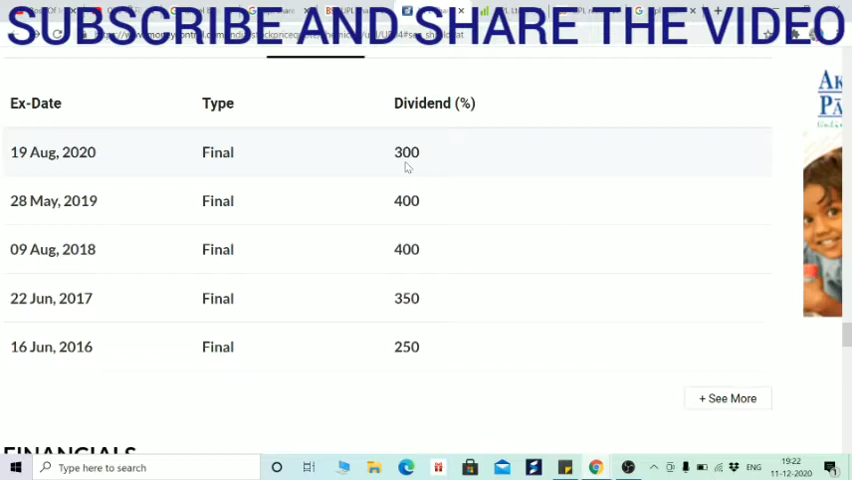 SUBSCRIBE AND SHARE THE VIDEO
Ex-Date Type Dividend (%)
19 Aug, 2020 Final 300
28 May, 2019 Final 400
09 Aug, 2018 Final 400
22 Jun, 2017 Final 350
16 Jun, 2016 Final 250
+ See More
FINANCIALS
Type here to search
ENG
19:22
11-12-2020